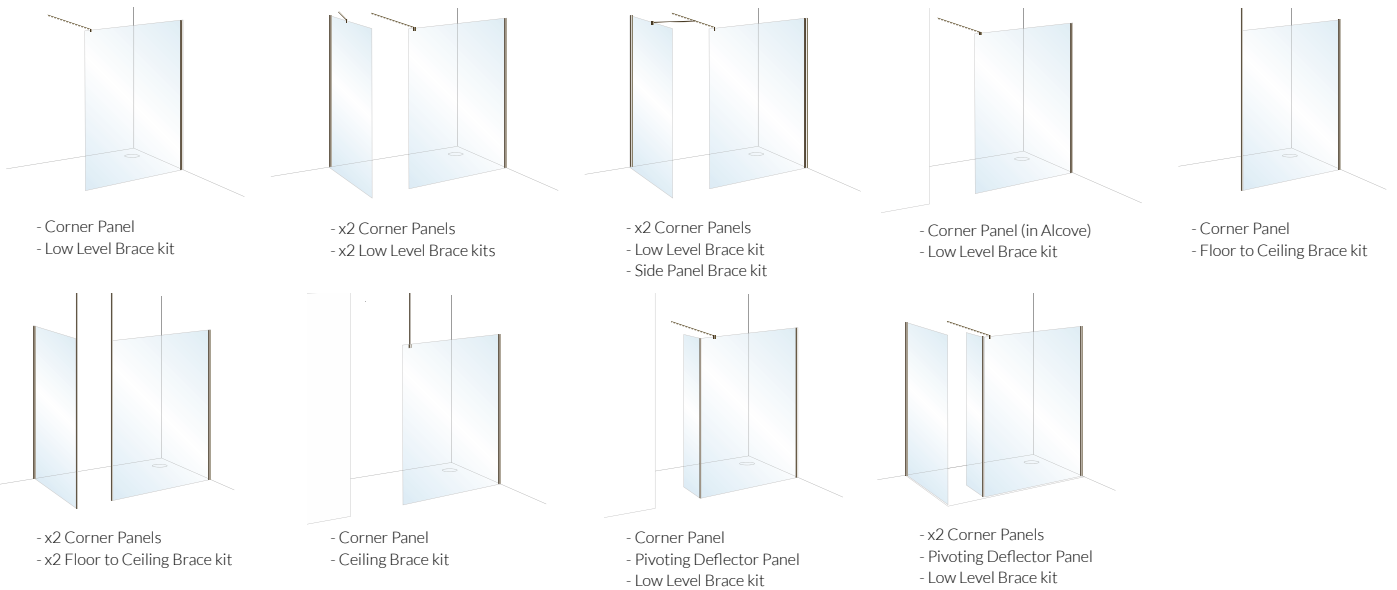 - Corner Panel
- Low Level Brace kit
- x2 Corner Panels
- x2 Low Level Brace kits
- x2 Corner Panels
- Low Level Brace kit
- Side Panel Brace kit
- Corner Panel (in Alcove)
- Low Level Brace kit
- Corner Panel
- Floor to Ceiling Brace kit
- x2 Corner Panels
- x2 Floor to Ceiling Brace kit
- Corner Panel
- Ceiling Brace kit
- Corner Panel
- Pivoting Deflector Panel
- Low Level Brace kit
- x2 Corner Panels
- Pivoting Deflector Panel
- Low Level Brace kit